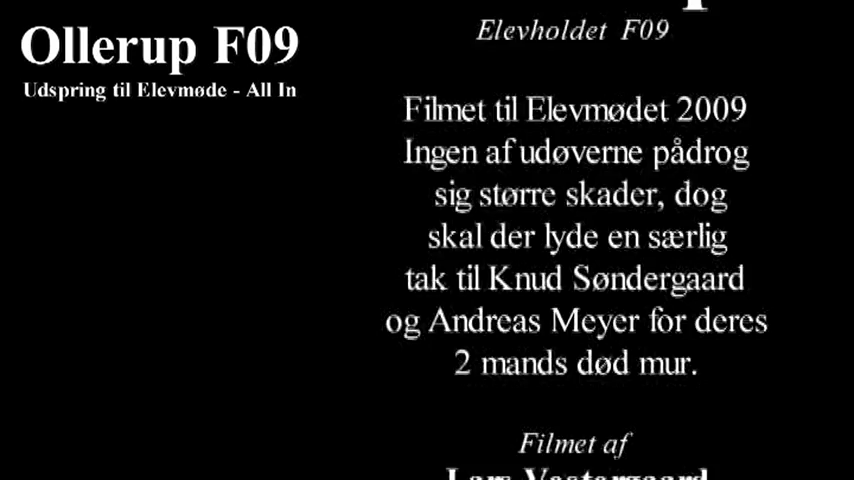 Ollerup F09
Udspring til Elevmøde - All In
Elevholdet F09
Filmet til Elevmødet 2009
Ingen af udøverne pådrog
sig større skader, dog
skal der lyde en særlig
tak til Knud Søndergaard
og Andreas Meyer for deres
2 mands død mur.
Filmet af
Lars Vestergaard